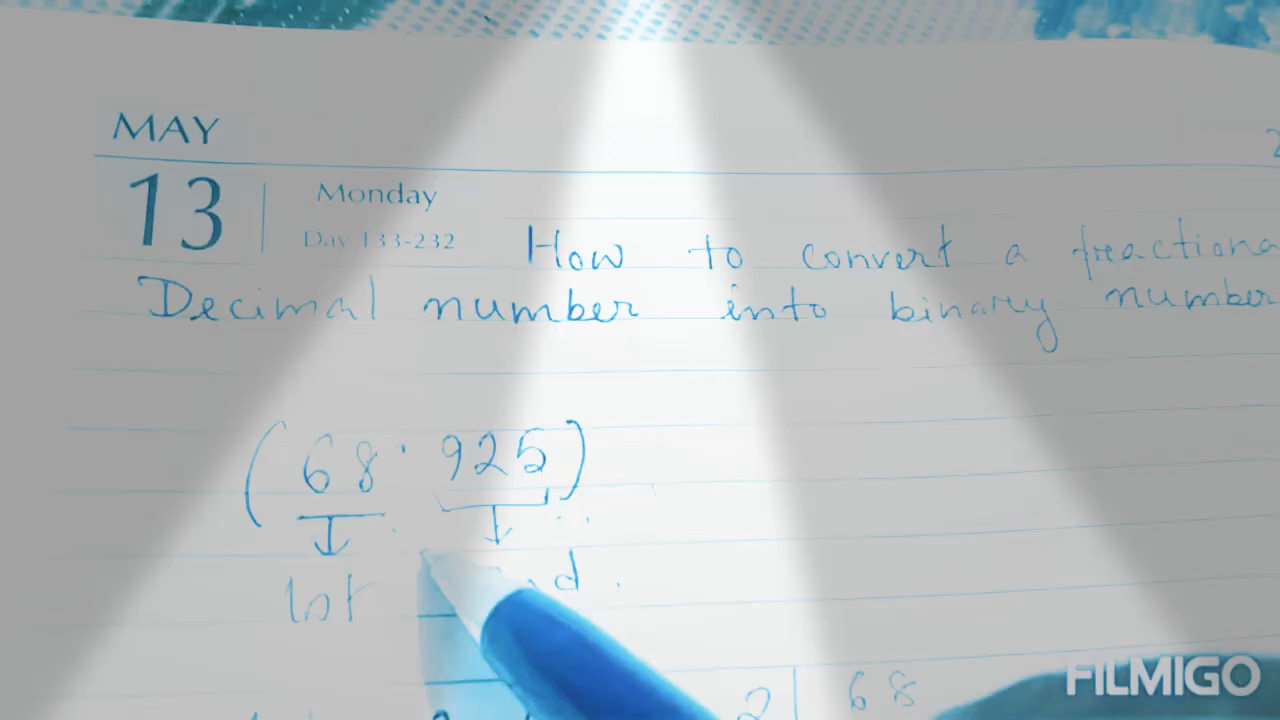 MAY
13
Monday
Day 133-232
How to convert a fractiona
Decimal number into binary number
(68.925)
1st
2 68
FILMIGO